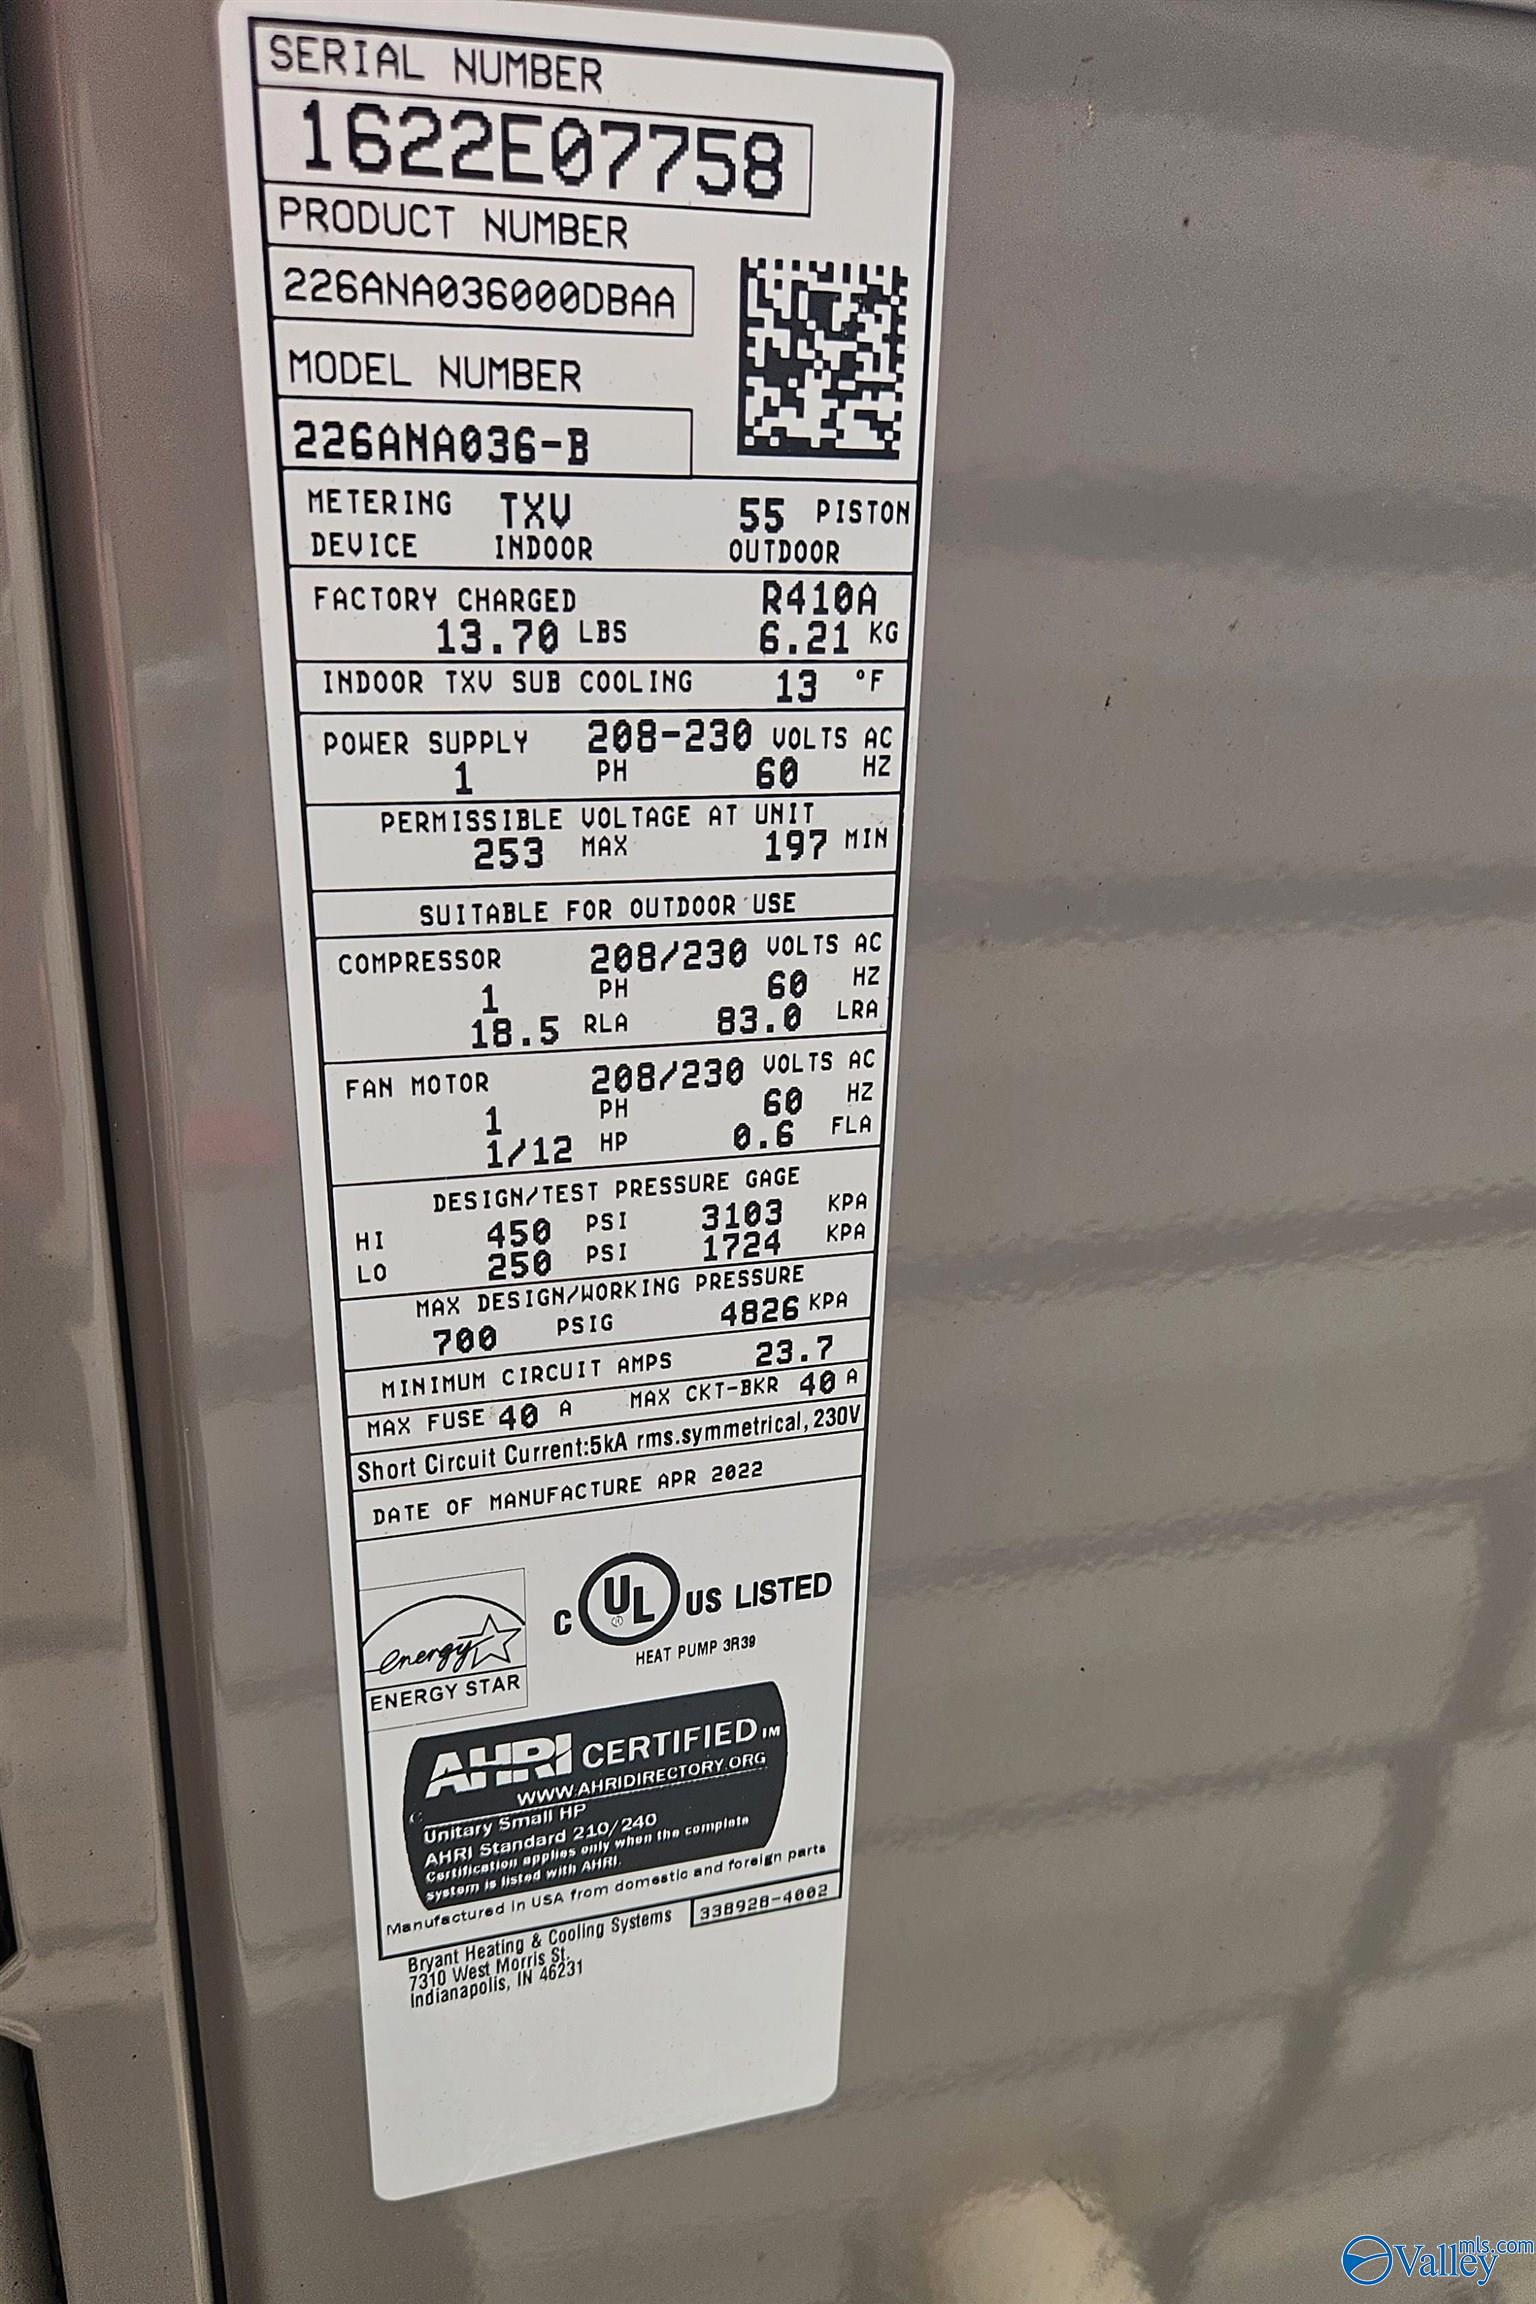 SERIAL NUMBER
1622E07758
PRODUCT NUMBER
226ANA036000DBAA
MODEL NUMBER
226ANA036-B
METERING TXV 55 PISTON
DEVICE INDOOR OUTDOOR
FACTORY CHARGED R410A
13.70 LBS 6.21 KG
INDOOR TXV SUB COOLING 13 °F
POWER SUPPLY 208-230 VOLTS AC
1 PH 60 HZ
PERMISSIBLE VOLTAGE AT UNIT
253 MAX 197 MIN
SUITABLE FOR OUTDOOR USE
COMPRESSOR 208/230 VOLTS AC
1 PH 60 HZ
18.5 RLA 83.0 LRA
FAN MOTOR 208/230 VOLTS AC
1 PH 60 HZ
1/12 HP 0.6 FLA
DESIGN/TEST PRESSURE GAGE
HI 450 PSI 3103 KPA
LO 250 PSI 1724 KPA
MAX DESIGN/WORKING PRESSURE
700 PSIG 4826 KPA
MINIMUM CIRCUIT AMPS 23.7
MAX FUSE 40 A MAX CKT-BKR 40 A
Short Circuit Current:5kA rms.symmetrical, 230V
DATE OF MANUFACTURE APR 2022
energy
ENERGY STAR
C UL ® US LISTED
HEAT PUMP 3R39
AHRI CERTIFIED TM
WWW.AHRIDIRECTORY.ORG
Unitary Small HP
AHRI Standard 210/240
Certification applies only when the complete
system is listed with AHRI.
Manufactured in USA from domestic and foreign parts
338928-4002
Bryant Heating & Cooling Systems
7310 West Morris St.
Indianapolis, IN 46231
Valleymls.com